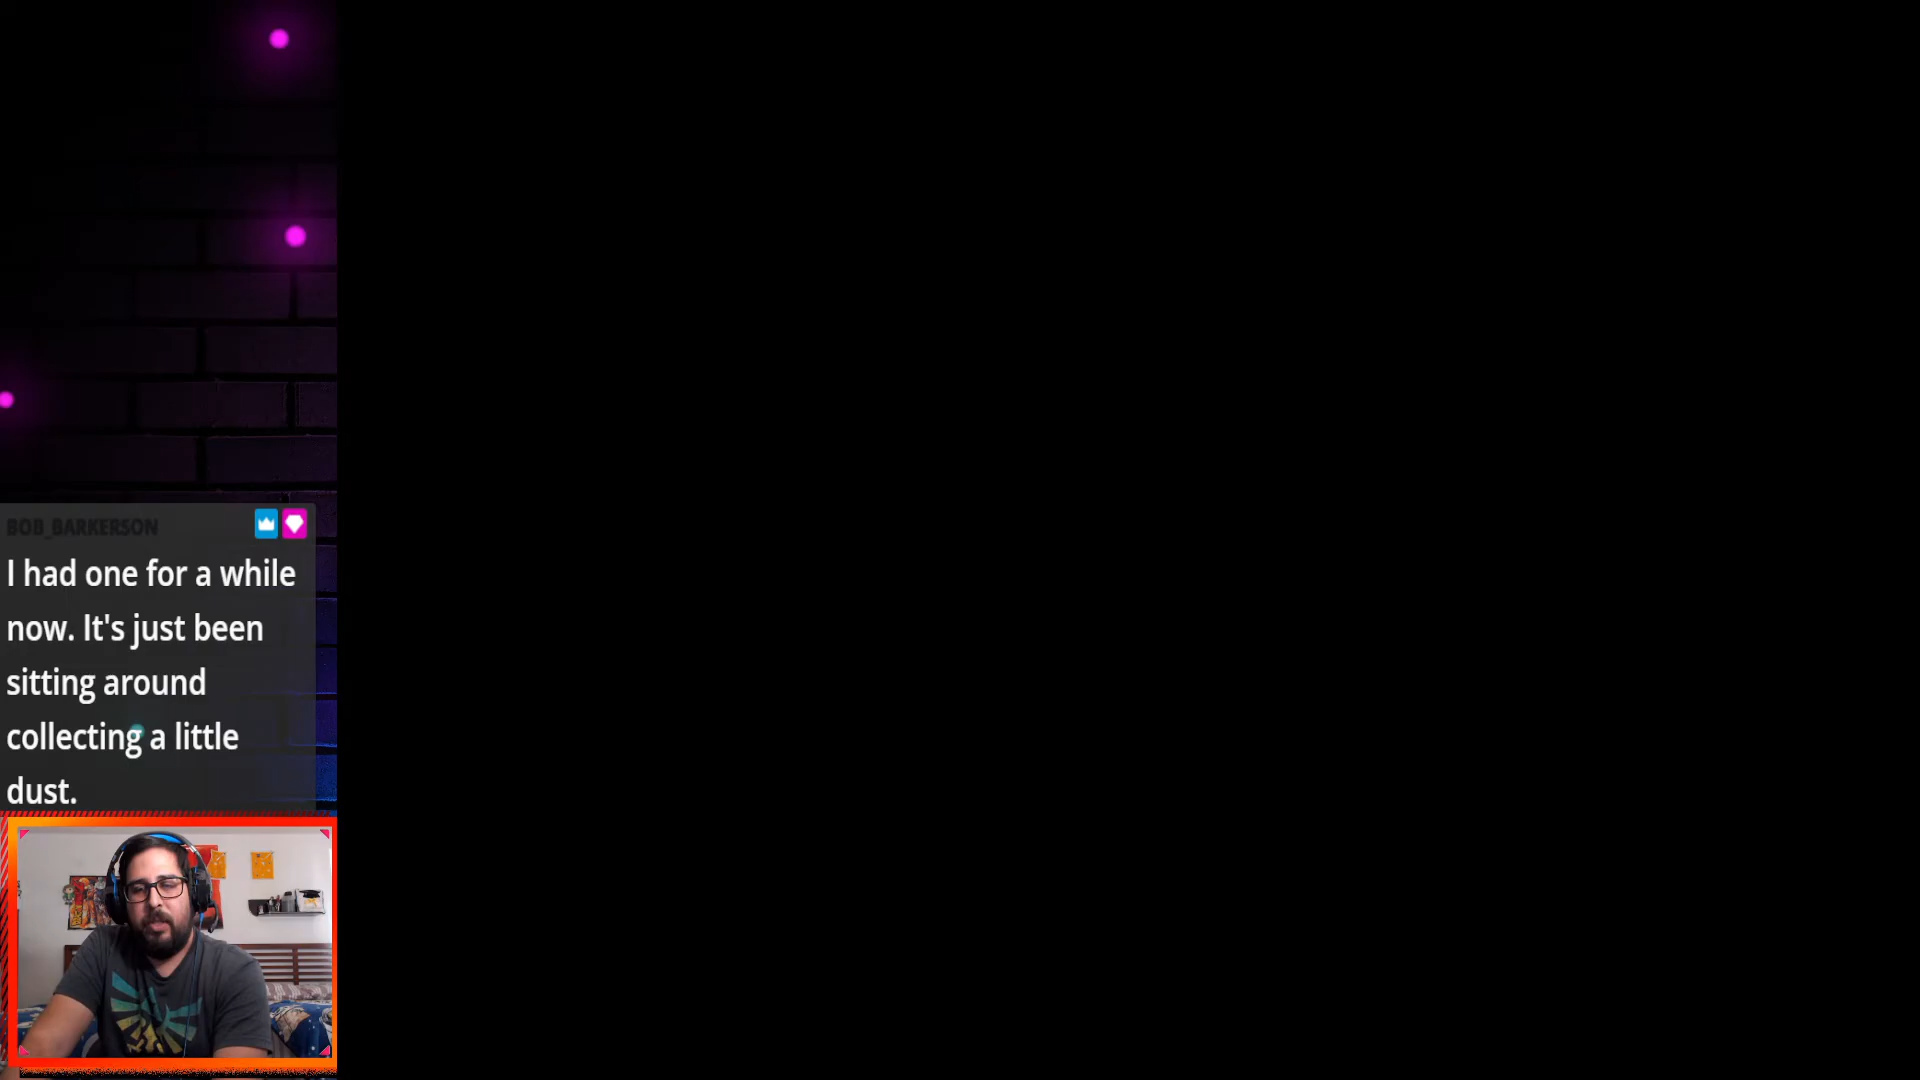 BOB_BARKERSON
I had one for a while
now. It's just been
sitting around
collecting a little
dust.